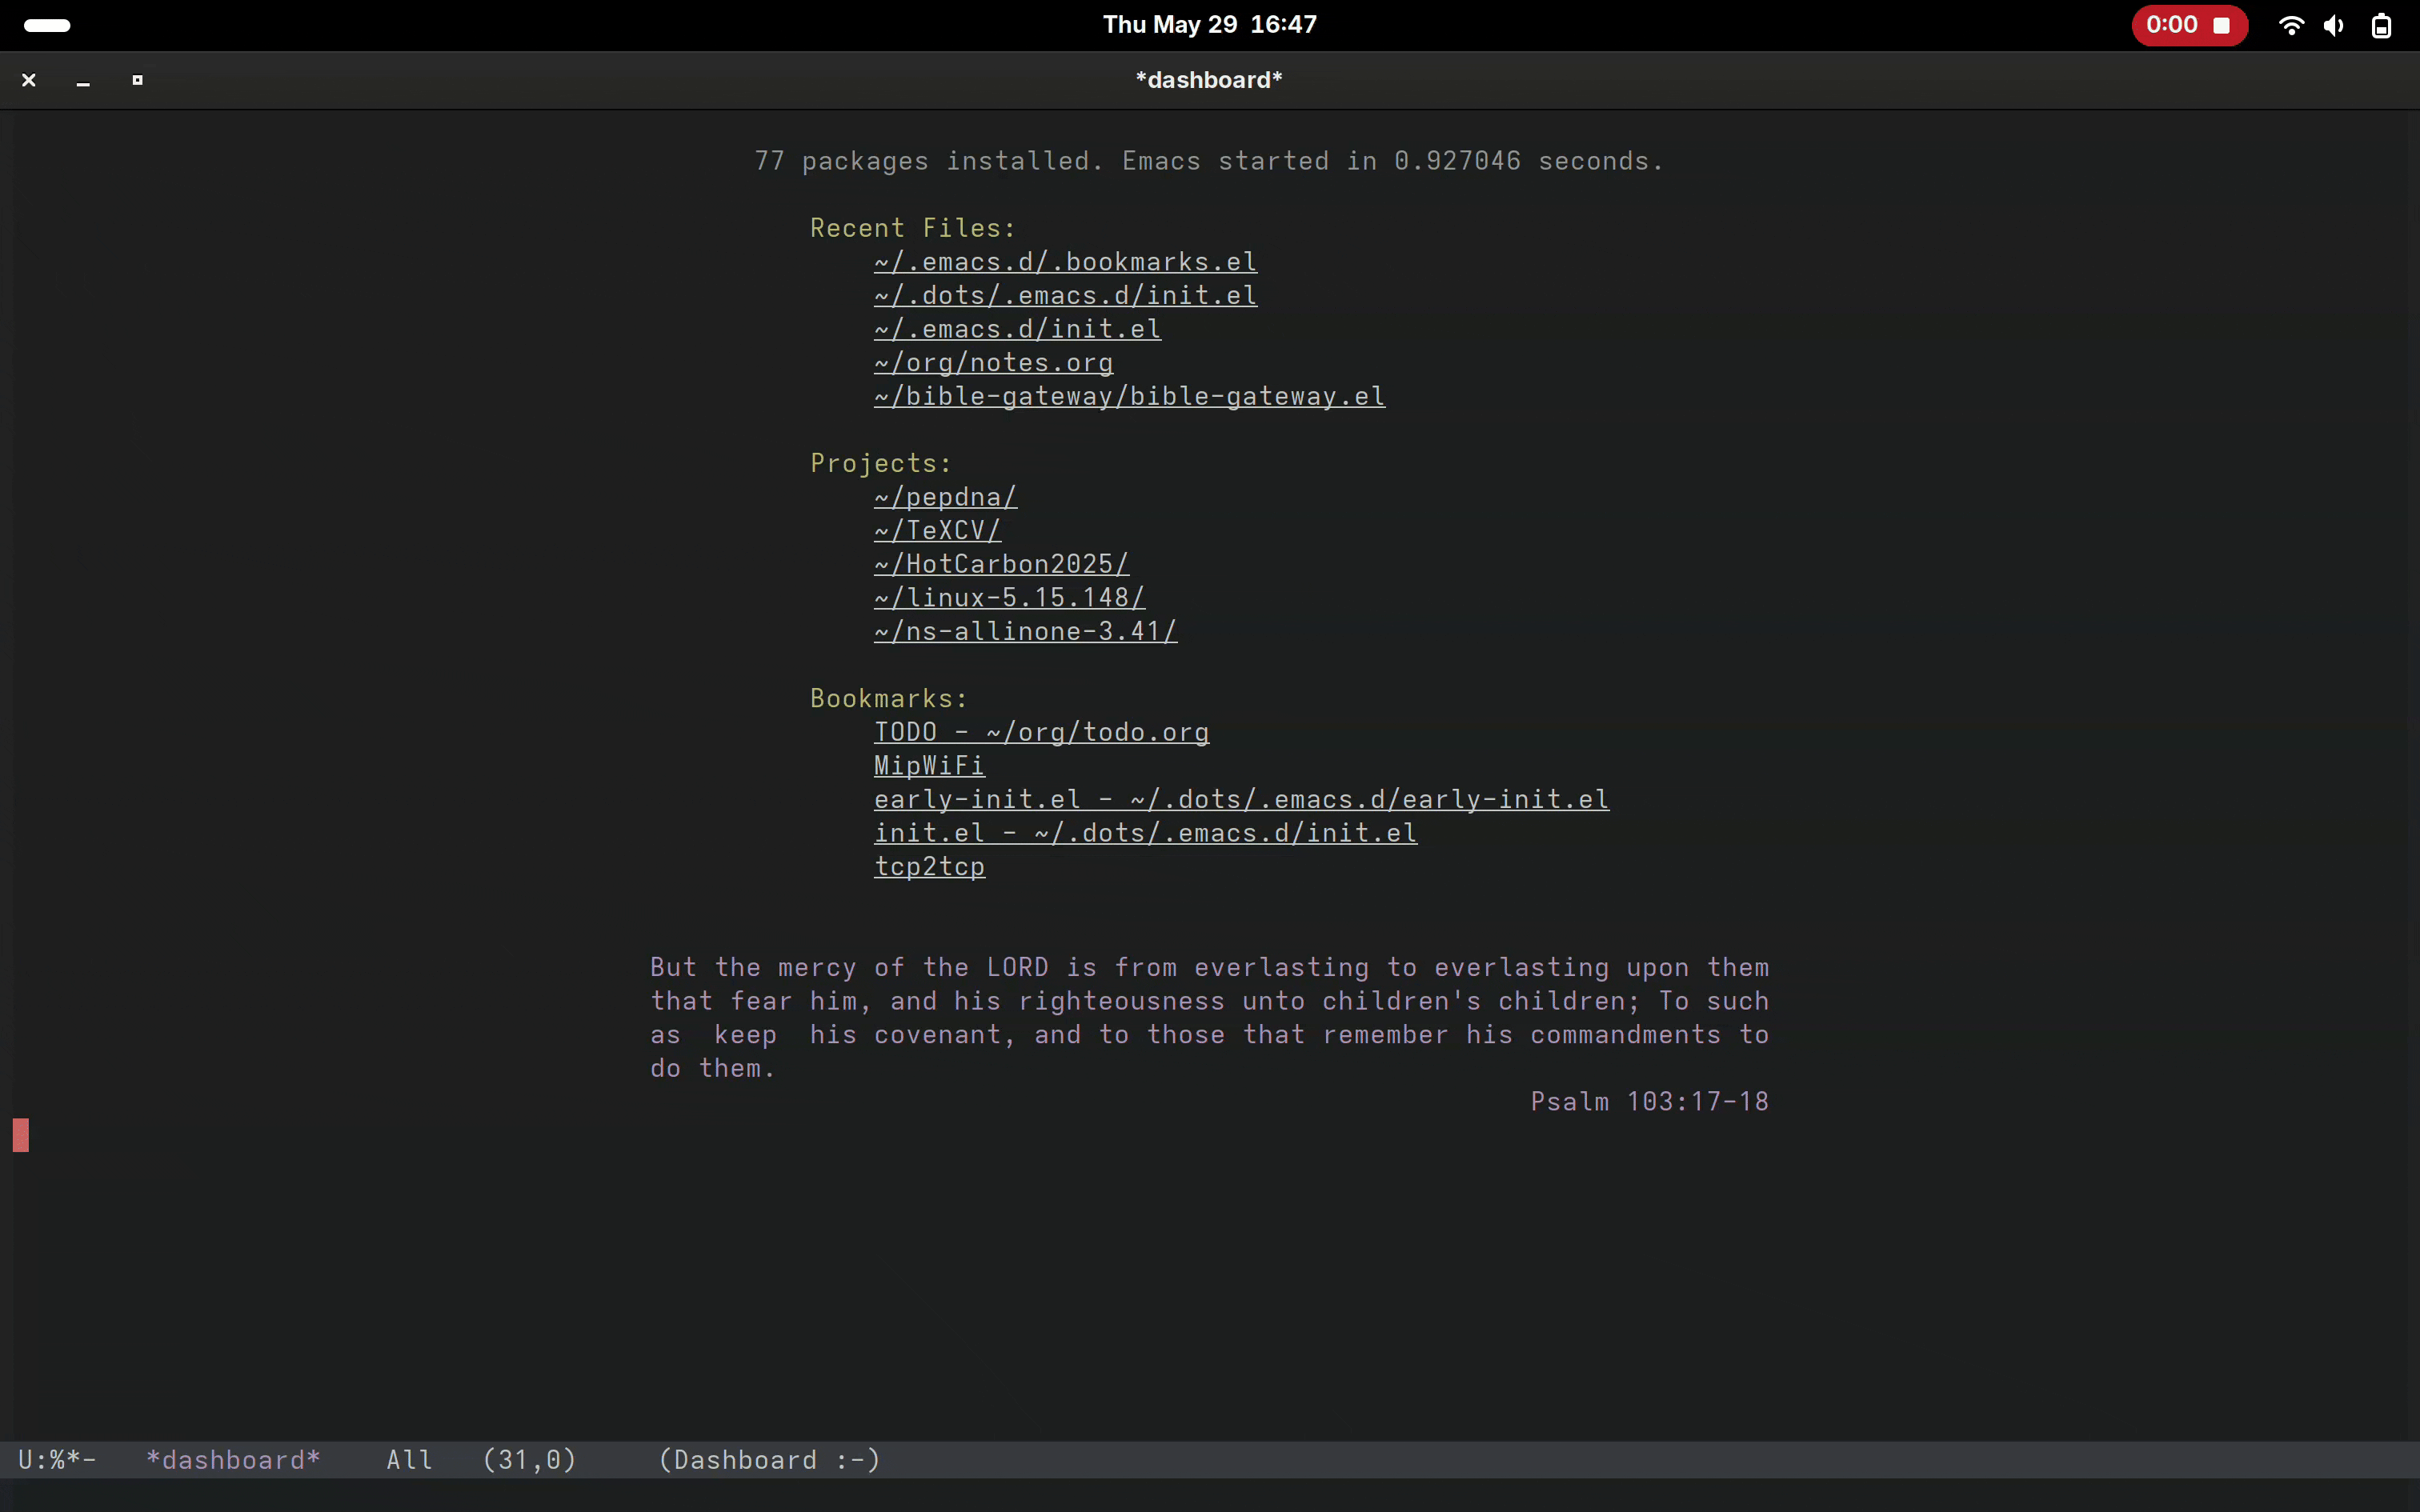 Thu May 29 16:47
0:00
*dashboard*
77 packages installed. Emacs started in 0.927046 seconds.
Recent Files:
~/.emacs.d/.bookmarks.el
~/.dots/.emacs.d/init.el
~/.emacs.d/init.el
~/org/notes.org
~/bible-gateway/bible-gateway.el
Projects:
~/pepdna/
~/TeXCV/
~/HotCarbon2025/
~/linux-5.15.148/
~/ns-allinone-3.41/
Bookmarks:
TODO - ~/org/todo.org
MipWiFi
early-init.el - ~/.dots/.emacs.d/early-init.el
init.el - ~/.dots/.emacs.d/init.el
tcp2tcp
But the mercy of the LORD is from everlasting to everlasting upon them
that fear him, and his righteousness unto children's children; To such
as  keep  his covenant, and to those that remember his commandments to
do them.
Psalm 103:17-18
U:%*-   *dashboard*    All   (31,0)     (Dashboard :-)